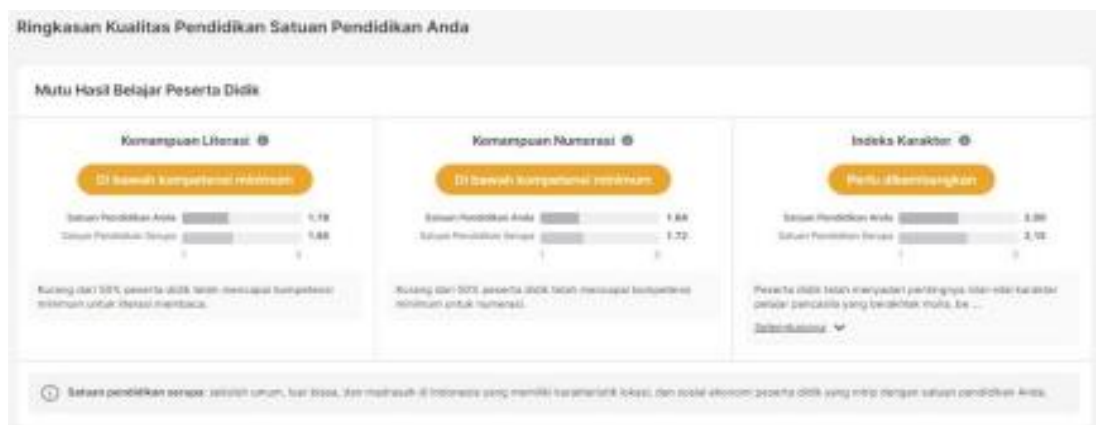 Ringkasan Kualitas Pendidikan Satuan Pendidikan Anda
Mutu Hasil Belajar Peserta Didik
Kemampuan Literasi
Di bawah kompetensi minimum
Satuan Pendidikan Anda 1,78
Satuan Pendidikan Serupa
1 3
Kurang dari 50% peserta didik telah mencapai kompetensi
minimum untuk literasi membaca.
Kemampuan Numerasi
Di bawah kompetensi minimum
Satuan Pendidikan Anda
Satuan Pendidikan Serupa 1,72
1 3
Kurang dari 50% peserta didik telah mencapai kompetensi
minimum untuk numerasi.
Indeks Karakter
Perlu dikembangkan
Satuan Pendidikan Anda
Satuan Pendidikan Serupa
1 3
Peserta didik telah menyadari pentingnya nilai-nilai karakter
pelajar pancasila yang berakhlak mulia, be ...
Selengkapnya
Satuan pendidikan serupa: sekolah umum, luar biasa, dan madrasah di Indonesia yang memiliki karakteristik lokasi, dan sosial ekonomi peserta didik yang mirip dengan satuan pendidikan Anda.